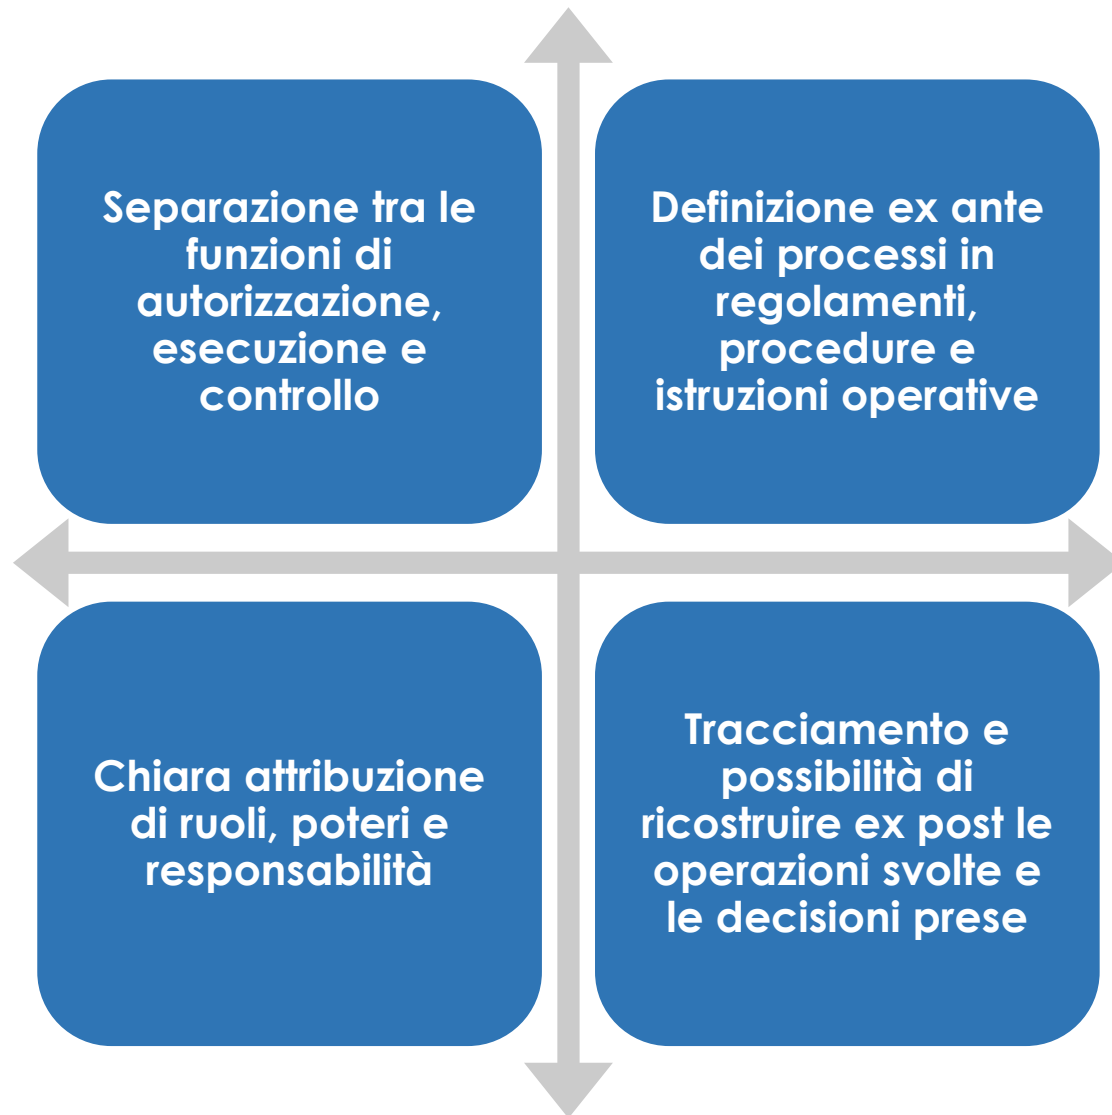 Separazione tra le
funzioni di
autorizzazione,
esecuzione e
controllo
Definizione ex ante
dei processi in
regolamenti,
procedure e
istruzioni operative
Chiara attribuzione
di ruoli, poteri e
responsabilità
Tracciamento e
possibilità di
ricostruire ex post le
operazioni svolte e
le decisioni prese